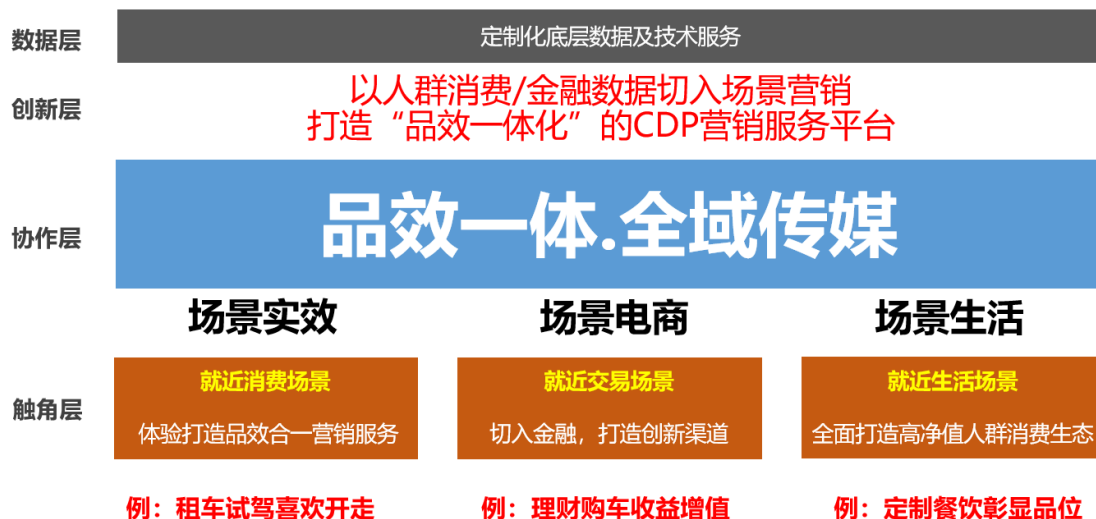 数据层
定制化底层数据及技术服务
创新层
以人群消费/金融数据切入场景营销
打造“品效一体化”的CDP营销服务平台
协作层
品效一体.全域传媒
场景实效
场景电商
场景生活
触角层
就近消费场景
体验打造品效合一营销服务
就近交易场景
切入金融，打造创新渠道
就近生活场景
全面打造高净值人群消费生态
例：租车试驾喜欢开走
例：理财购车收益增值
例：定制餐饮彰显品位